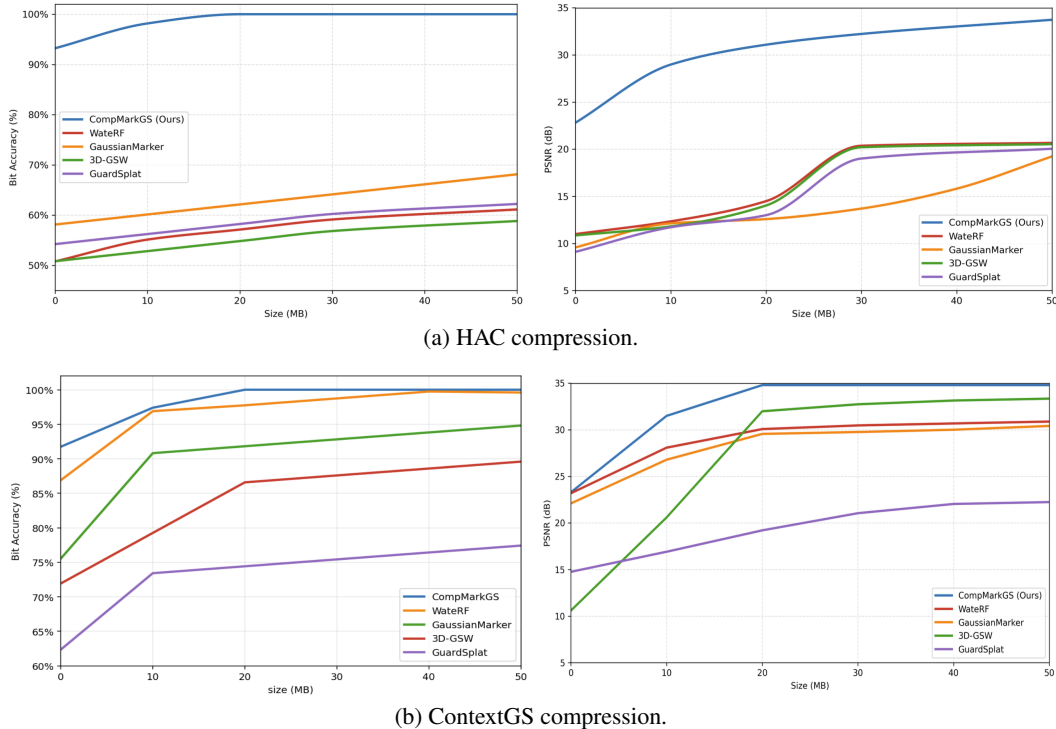 100%
90%
80%
70%
60%
50%
Bit Accuracy (%)
CompMarkGS (Ours)
WateRF
GaussianMarker
3D-GSW
GuardSplat
0 10 20 30 40 50
Size (MB)
35
30
25
20
15
10
5
PSNR (dB)
CompMarkGS (Ours)
WateRF
GaussianMarker
3D-GSW
GuardSplat
0 10 20 30 40 50
Size (MB)
(a) HAC compression.
100%
95%
90%
85%
80%
75%
70%
65%
60%
Bit Accuracy (%)
CompMarkGS
WateRF
GaussianMarker
3D-GSW
GuardSplat
0 10 20 30 40 50
size (MB)
35
30
25
20
15
10
5
PSNR (dB)
CompMarkGS (Ours)
WateRF
GaussianMarker
3D-GSW
GuardSplat
0 10 20 30 40 50
Size (MB)
(b) ContextGS compression.